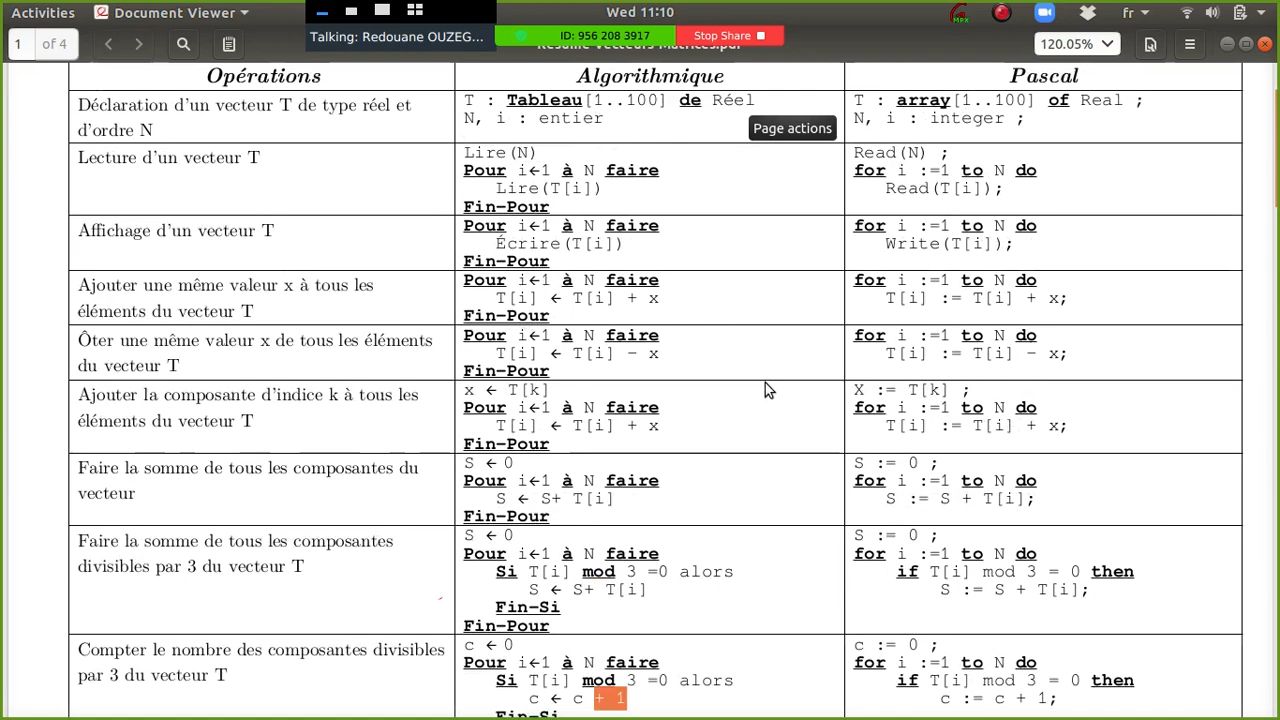 Activities Document Viewer Wed 11:10 fr
Talking: Redouane OUZEG... ID: 956 208 3917 Stop Share
1 of 4 120.05%
Page actions
Opérations Algorithmique Pascal
Déclaration d'un vecteur T de type réel et
d'ordre N
T : Tableau[1..100] de Réel
N, i : entier
T : array[1..100] of Real ;
N, i : integer ;
Lecture d'un vecteur T
Lire(N)
Pour i←1 à N faire
Lire(T[i])
Fin-Pour
Read(N) ;
for i :=1 to N do
Read(T[i]);
Affichage d'un vecteur T
Pour i←1 à N faire
Écrire(T[i])
Fin-Pour
for i :=1 to N do
Write(T[i]);
Ajouter une même valeur x à tous les
éléments du vecteur T
Pour i←1 à N faire
T[i] ← T[i] + x
Fin-Pour
for i :=1 to N do
T[i] := T[i] + x;
Ôter une même valeur x de tous les éléments
du vecteur T
Pour i←1 à N faire
T[i] ← T[i] - x
Fin-Pour
for i :=1 to N do
T[i] := T[i] - x;
Ajouter la composante d'indice k à tous les
éléments du vecteur T
x ← T[k]
Pour i←1 à N faire
T[i] ← T[i] + x
Fin-Pour
X := T[k] ;
for i :=1 to N do
T[i] := T[i] + x;
Faire la somme de tous les composantes du
vecteur
S ← 0
Pour i←1 à N faire
S ← S+ T[i]
Fin-Pour
S := 0 ;
for i :=1 to N do
S := S + T[i];
Faire la somme de tous les composantes
divisibles par 3 du vecteur T
S ← 0
Pour i←1 à N faire
Si T[i] mod 3 =0 alors
S ← S+ T[i]
Fin-Si
Fin-Pour
S := 0 ;
for i :=1 to N do
if T[i] mod 3 = 0 then
S := S + T[i];
Compter le nombre des composantes divisibles
par 3 du vecteur T
c ← 0
Pour i←1 à N faire
Si T[i] mod 3 =0 alors
c ← c + 1
Fin-Si
c := 0 ;
for i :=1 to N do
if T[i] mod 3 = 0 then
c := c + 1;